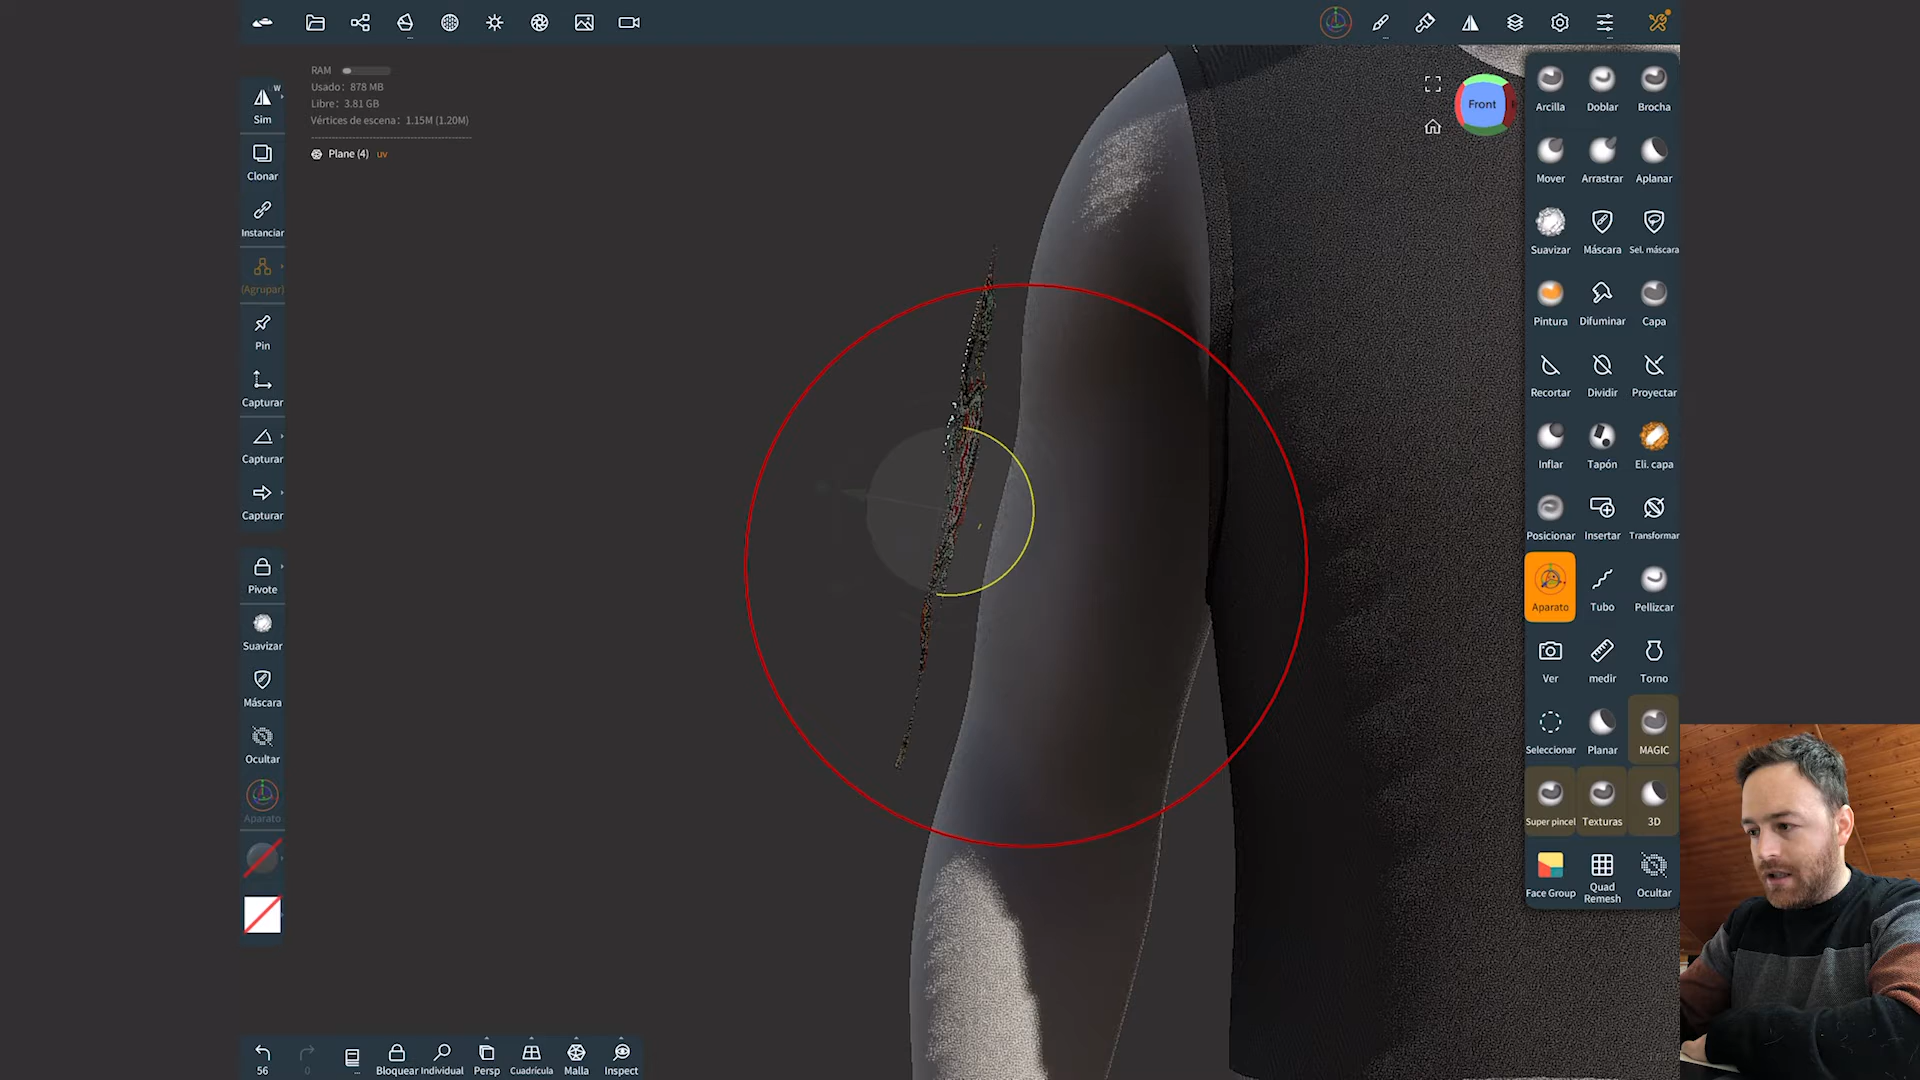 RAM
Usado: 878 MB
Libre: 3.81 GB
Vértices de escena: 1.15M (1.20M)
Plane (4) uv
W
Sim
Clonar
Instanciar
(Agrupar)
Pin
Capturar
Capturar
Capturar
Pivote
Suavizar
Máscara
Ocultar
Aparato
Front
Arcilla Doblar Brocha
Mover Arrastrar Aplanar
Suavizar Máscara Sel. máscara
Pintura Difuminar Capa
Recortar Dividir Proyectar
Inflar Tapón Eli. capa
Posicionar Insertar Transformar
Aparato Tubo Pellizcar
Ver medir Torno
Seleccionar Planar MAGIC
Super pincel Texturas 3D
Face Group Quad Remesh Ocultar
56 0 Bloquear Individual Persp Cuadrícula Malla Inspect